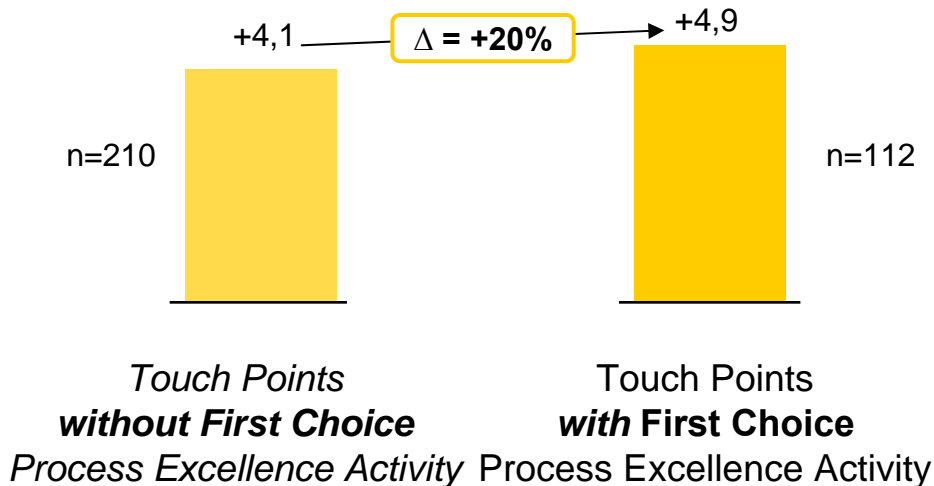 +4,1
Δ = +20%
+4,9
n=210
n=112
Touch Points
without First Choice
Process Excellence Activity
Touch Points
with First Choice
Process Excellence Activity